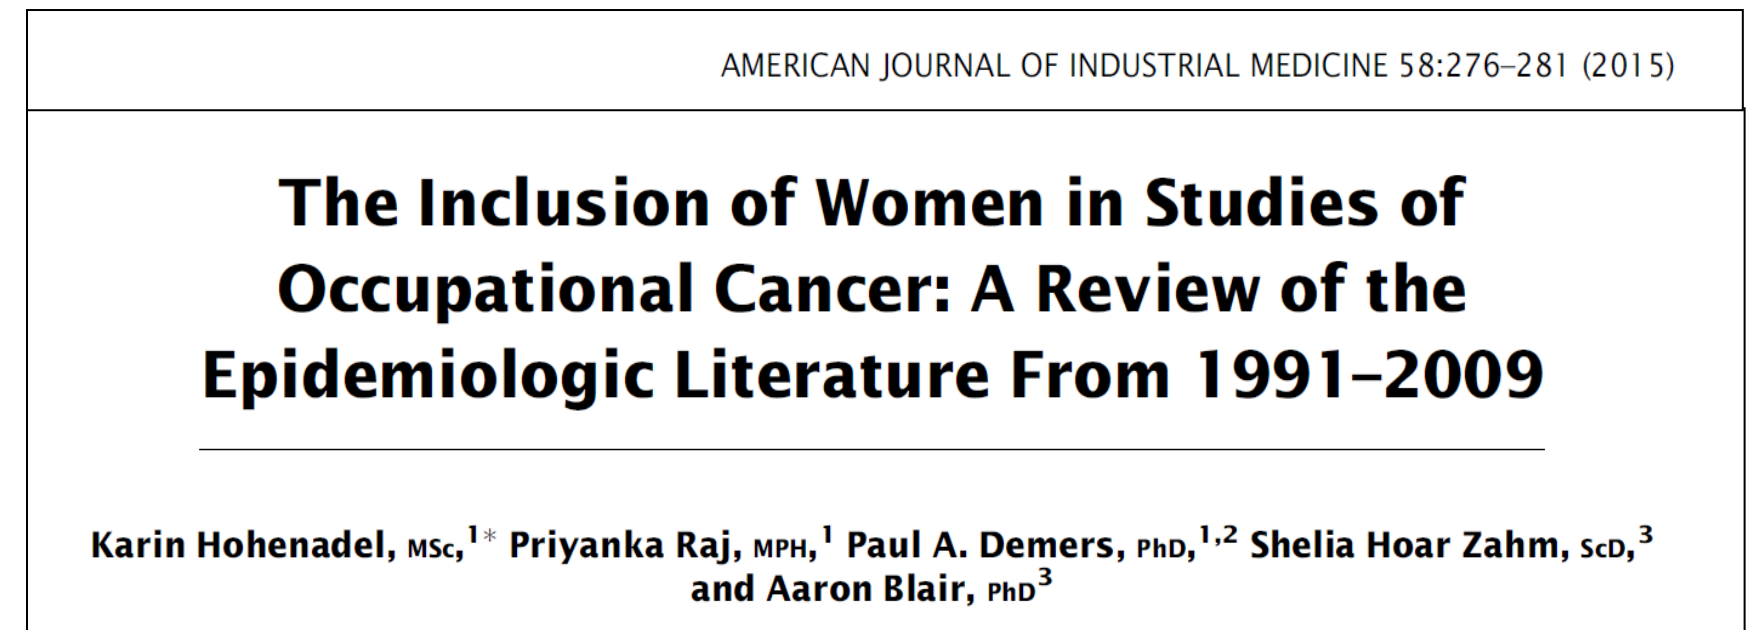 AMERICAN JOURNAL OF INDUSTRIAL MEDICINE 58:276–281 (2015)
The Inclusion of Women in Studies of
Occupational Cancer: A Review of the
Epidemiologic Literature From 1991–2009
Karin Hohenadel, MSc,1* Priyanka Raj, MPH,1 Paul A. Demers, PhD,1,2 Shelia Hoar Zahm, ScD,3
and Aaron Blair, PhD3